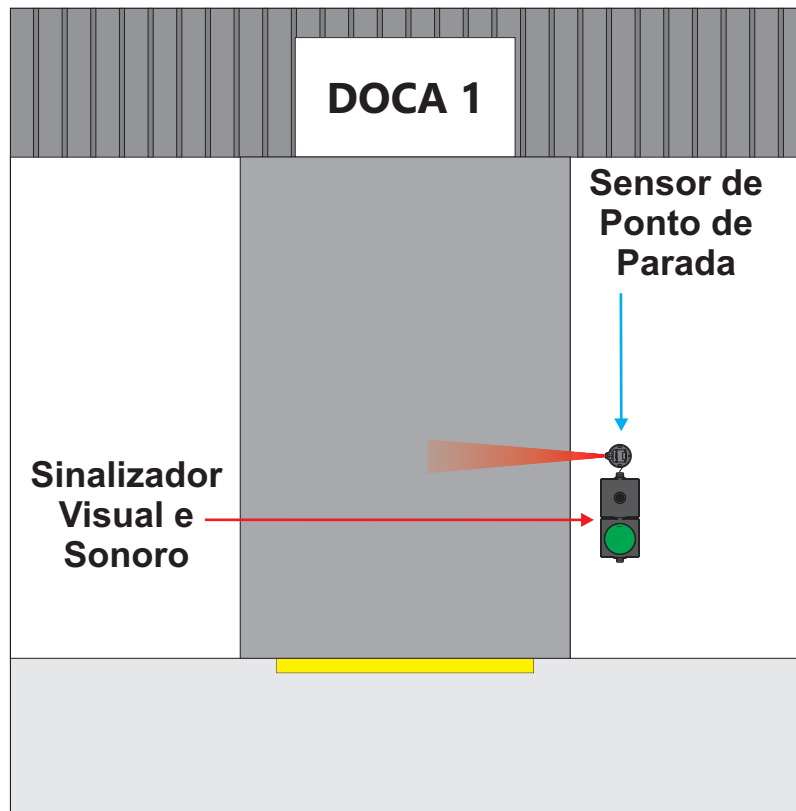 DOCA 1
Sensor de
Ponto de
Parada
Sinalizador
Visual e
Sonoro